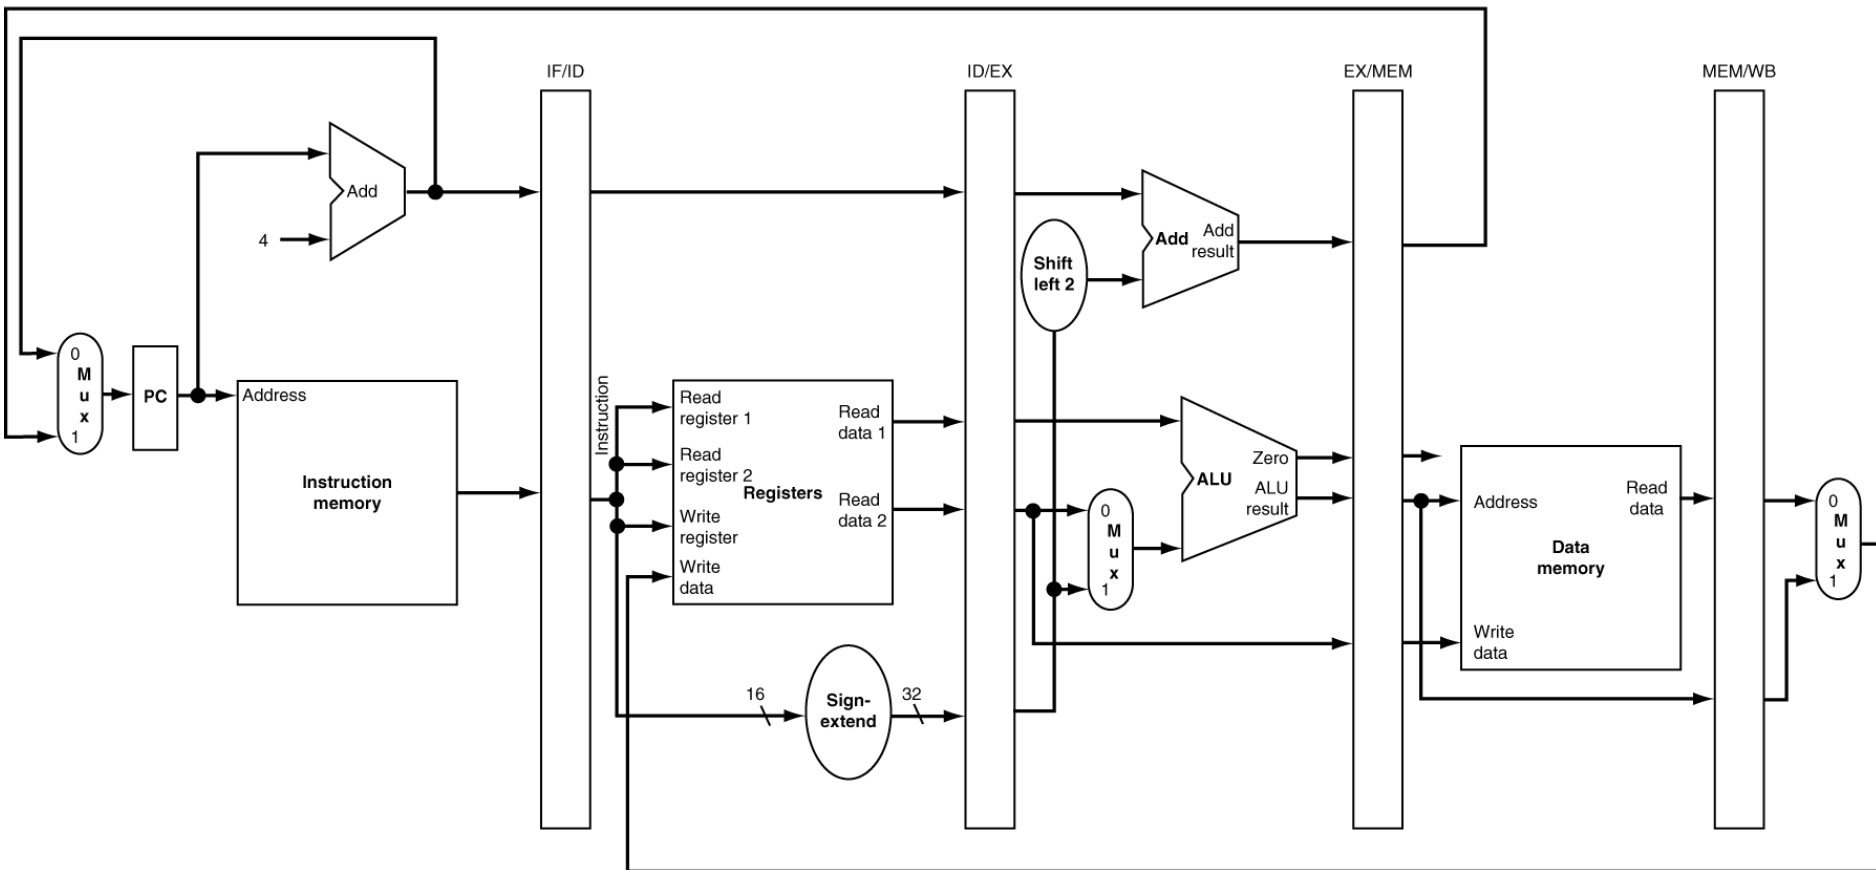 IF/ID
ID/EX
EX/MEM
MEM/WB
Add
4
Add
Add
result
Shift
left 2
0
M
u
x
1
PC
Address
Instruction
memory
Instruction
Read
register 1
Read
register 2
Write
register
Write
data
Registers
Read
data 1
Read
data 2
16
Sign-
extend
32
0
M
u
x
1
ALU
Zero
ALU
result
Address
Read
data
Data
memory
Write
data
0
M
u
x
1